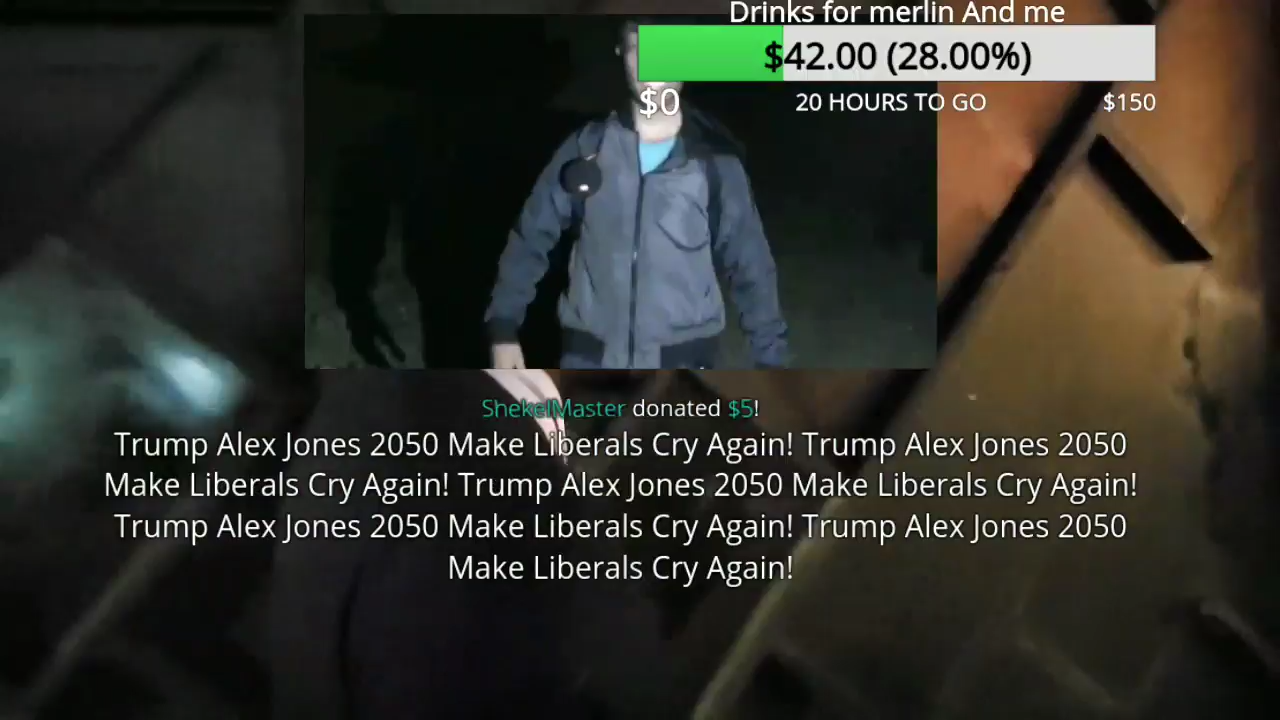 Drinks for merlin And me
$42.00 (28.00%)
$0 20 HOURS TO GO $150
ShekelMaster donated $5!
Trump Alex Jones 2050 Make Liberals Cry Again! Trump Alex Jones 2050
Make Liberals Cry Again! Trump Alex Jones 2050 Make Liberals Cry Again!
Trump Alex Jones 2050 Make Liberals Cry Again! Trump Alex Jones 2050
Make Liberals Cry Again!